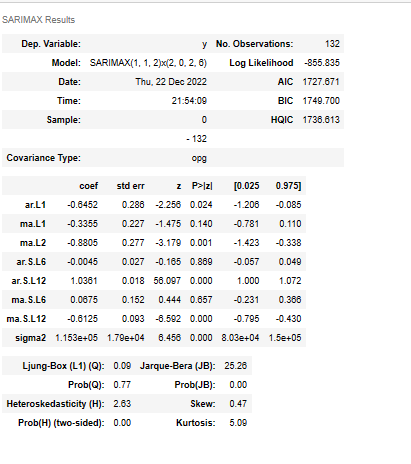 SARIMAX Results
Dep. Variable: y No. Observations: 132
Model: SARIMAX(1, 1, 2)x(2, 0, 2, 6) Log Likelihood -855.835
Date: Thu, 22 Dec 2022 AIC 1727.671
Time: 21:54:09 BIC 1749.700
Sample: 0 HQIC 1736.613
- 132
Covariance Type: opg
coef std err z P>|z| [0.025 0.975]
ar.L1 -0.6452 0.286 -2.256 0.024 -1.206 -0.085
ma.L1 -0.3355 0.227 -1.475 0.140 -0.781 0.110
ma.L2 -0.8805 0.277 -3.179 0.001 -1.423 -0.338
ar.S.L6 -0.0045 0.027 -0.165 0.869 -0.057 0.049
ar.S.L12 1.0361 0.018 56.097 0.000 1.000 1.072
ma.S.L6 0.0675 0.152 0.444 0.657 -0.231 0.366
ma.S.L12 -0.6125 0.093 -6.592 0.000 -0.795 -0.430
sigma2 1.153e+05 1.79e+04 6.456 0.000 8.03e+04 1.5e+05
Ljung-Box (L1) (Q): 0.09 Jarque-Bera (JB): 25.26
Prob(Q): 0.77 Prob(JB): 0.00
Heteroskedasticity (H): 2.63 Skew: 0.47
Prob(H) (two-sided): 0.00 Kurtosis: 5.09